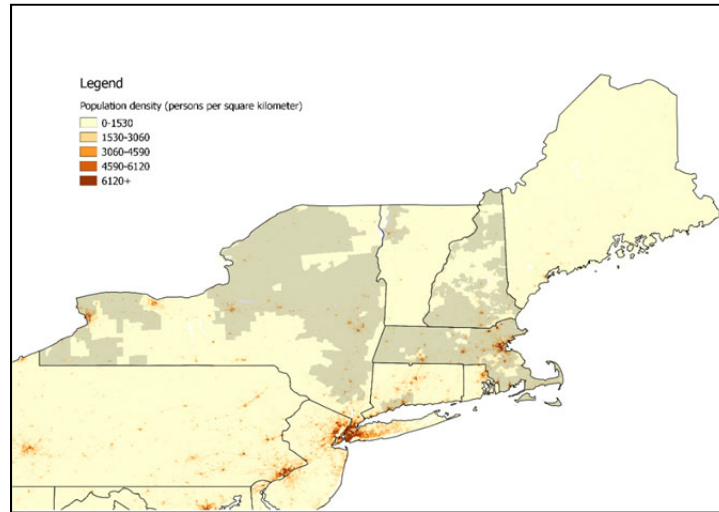 Legend
Population density (persons per square kilometer)
0-1530
1530-3060
3060-4590
4590-6120
6120+